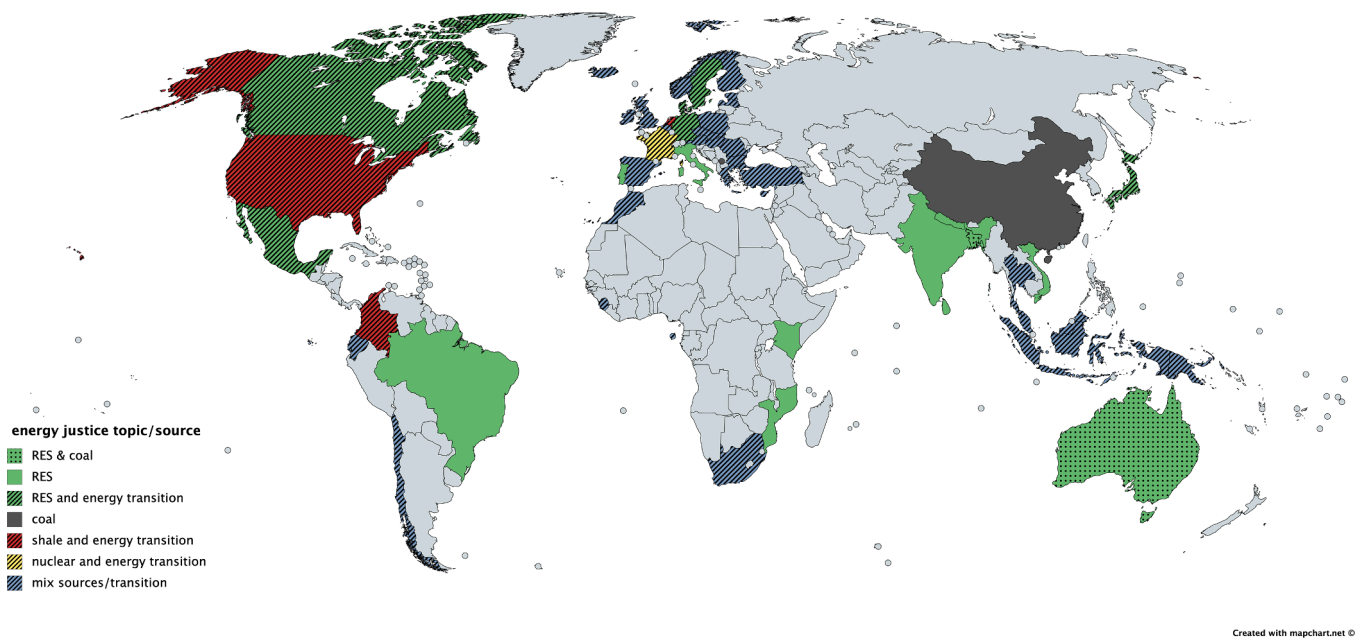 energy justice topic/source
RES & coal
RES
RES and energy transition
coal
shale and energy transition
nuclear and energy transition
mix sources/transition
Created with mapchart.net ©